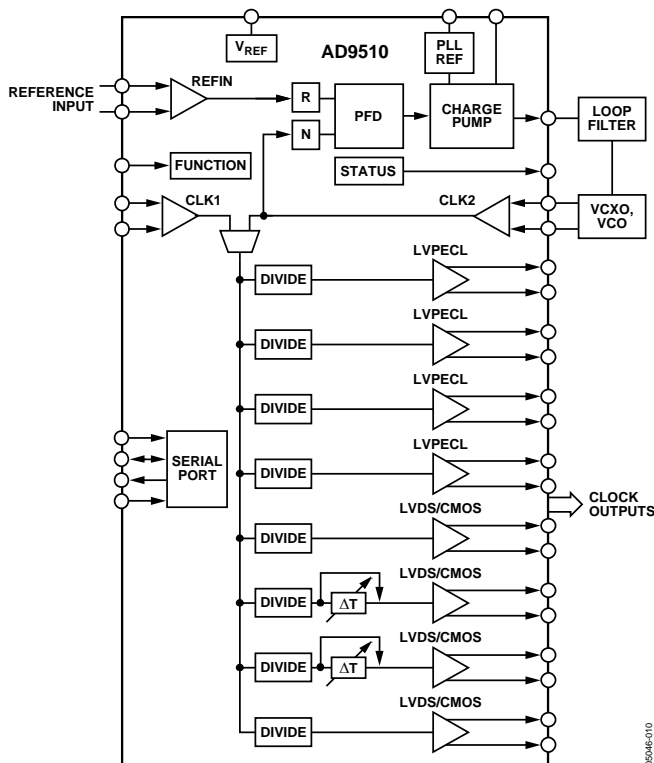 VREF
AD9510
PLL
REF
REFERENCE
INPUT
REFIN
R
PFD
CHARGE
PUMP
LOOP
FILTER
N
FUNCTION
STATUS
CLK1
CLK2
VCXO,
VCO
LVPECL
DIVIDE
LVPECL
DIVIDE
LVPECL
DIVIDE
LVPECL
DIVIDE
SERIAL
PORT
CLOCK
OUTPUTS
LVDS/CMOS
DIVIDE
LVDS/CMOS
DIVIDE
ΔT
LVDS/CMOS
DIVIDE
ΔT
LVDS/CMOS
DIVIDE
05046-010